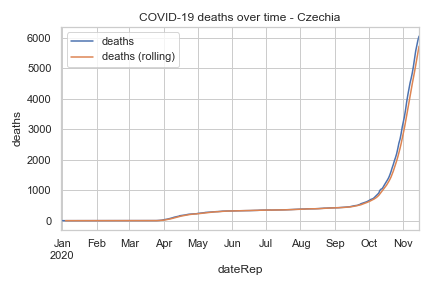 COVID-19 deaths over time - Czechia
deaths
deaths (rolling)
6000
5000
4000
3000
2000
1000
0
deaths
Jan Feb Mar Apr May Jun Jul Aug Sep Oct Nov
2020
dateRep